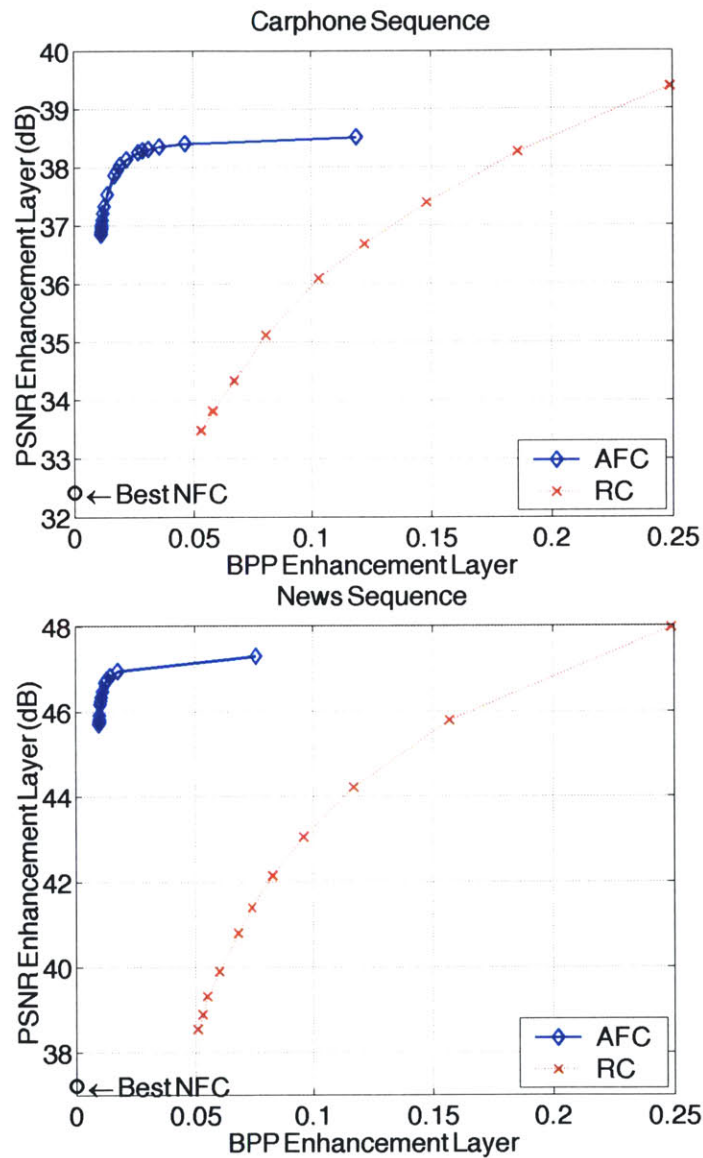 Carphone Sequence
PSNR Enhancement Layer (dB)
40
39
38
37
36
35
34
33
32
← Best NFC
AFC
RC
0 0.05 0.1 0.15 0.2 0.25
BPP Enhancement Layer
News Sequence
PSNR Enhancement Layer (dB)
48
46
44
42
40
38
← Best NFC
AFC
RC
0 0.05 0.1 0.15 0.2 0.25
BPP Enhancement Layer